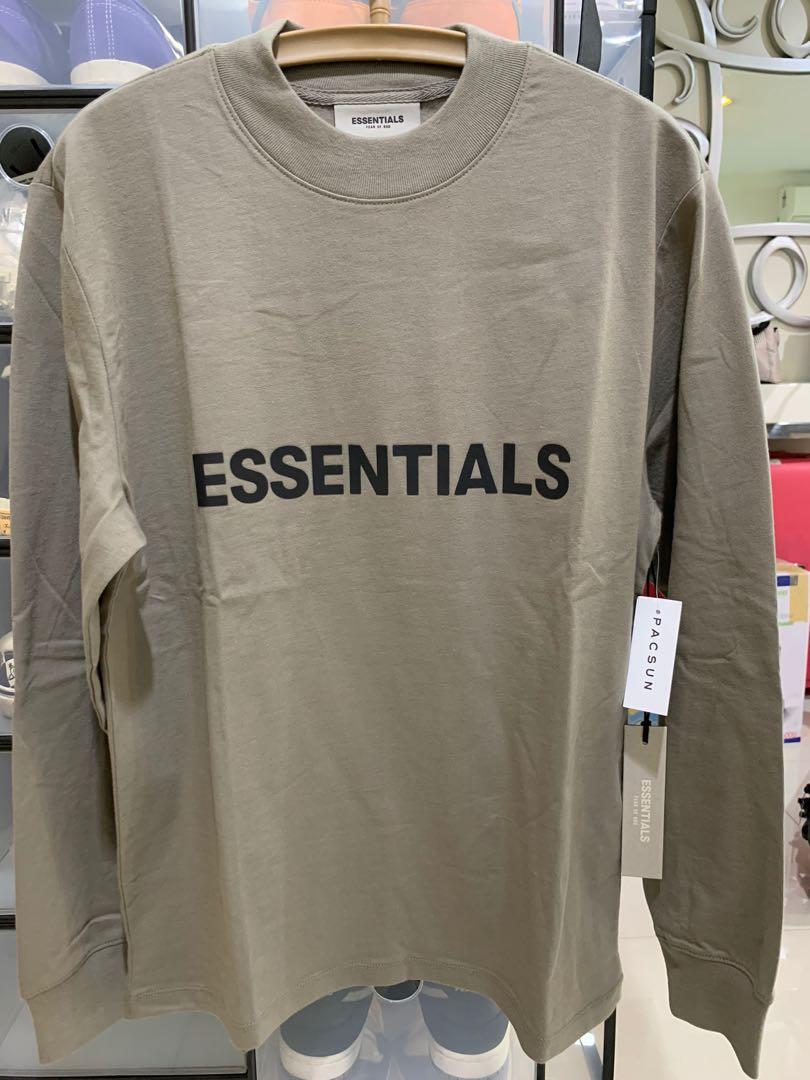 ESSENTIALS
FEAR OF GOD
ESSENTIALS
PACSUN
ESSENTIALS
FEAR OF GOD